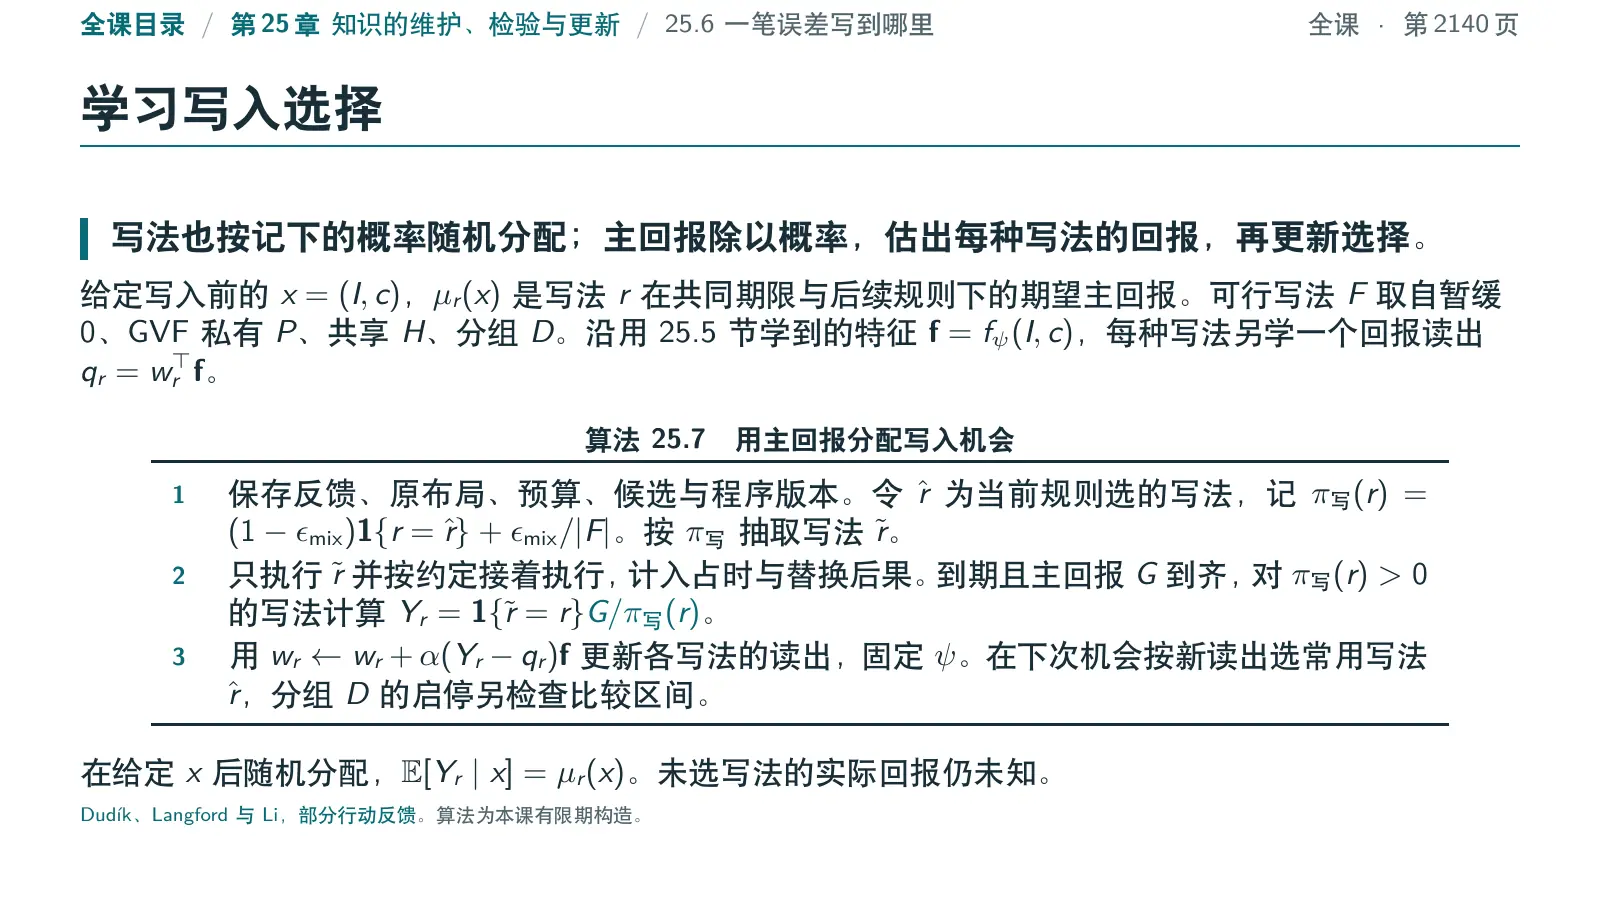 全课目录 / 第 25 章 知识的维护、检验与更新 / 25.6 一笔误差写到哪里 全课 · 第 2140 页
学习写入选择
写法也按记下的概率随机分配；主回报除以概率，估出每种写法的回报，再更新选择。
给定写入前的 x = (I, c)，μ_r(x) 是写法 r 在共同期限与后续规则下的期望主回报。可行写法 F 取自暂缓
0、GVF 私有 P、共享 H、分组 D。沿用 25.5 节学到的特征 f = f_ψ(I, c)，每种写法另学一个回报读出
q_r = w_r^⊤ f。
算法 25.7 用主回报分配写入机会
1 保存反馈、原布局、预算、候选与程序版本。令 r̂ 为当前规则选的写法，记 π_写(r) =
(1 − ϵ_mix)1{r = r̂} + ϵ_mix/|F|。按 π_写 抽取写法 r̃。
2 只执行 r̃ 并按约定接着执行，计入占时与替换后果。到期且主回报 G 到齐，对 π_写(r) > 0
的写法计算 Y_r = 1{r̃ = r}G/π_写(r)。
3 用 w_r ← w_r + α(Y_r − q_r)f 更新各写法的读出，固定 ψ。在下次机会按新读出选常用写法
r̂，分组 D 的启停另检查比较区间。
在给定 x 后随机分配，𝔼[Y_r | x] = μ_r(x)。未选写法的实际回报仍未知。
Dudík、Langford 与 Li，部分行动反馈。算法为本课有限期构造。